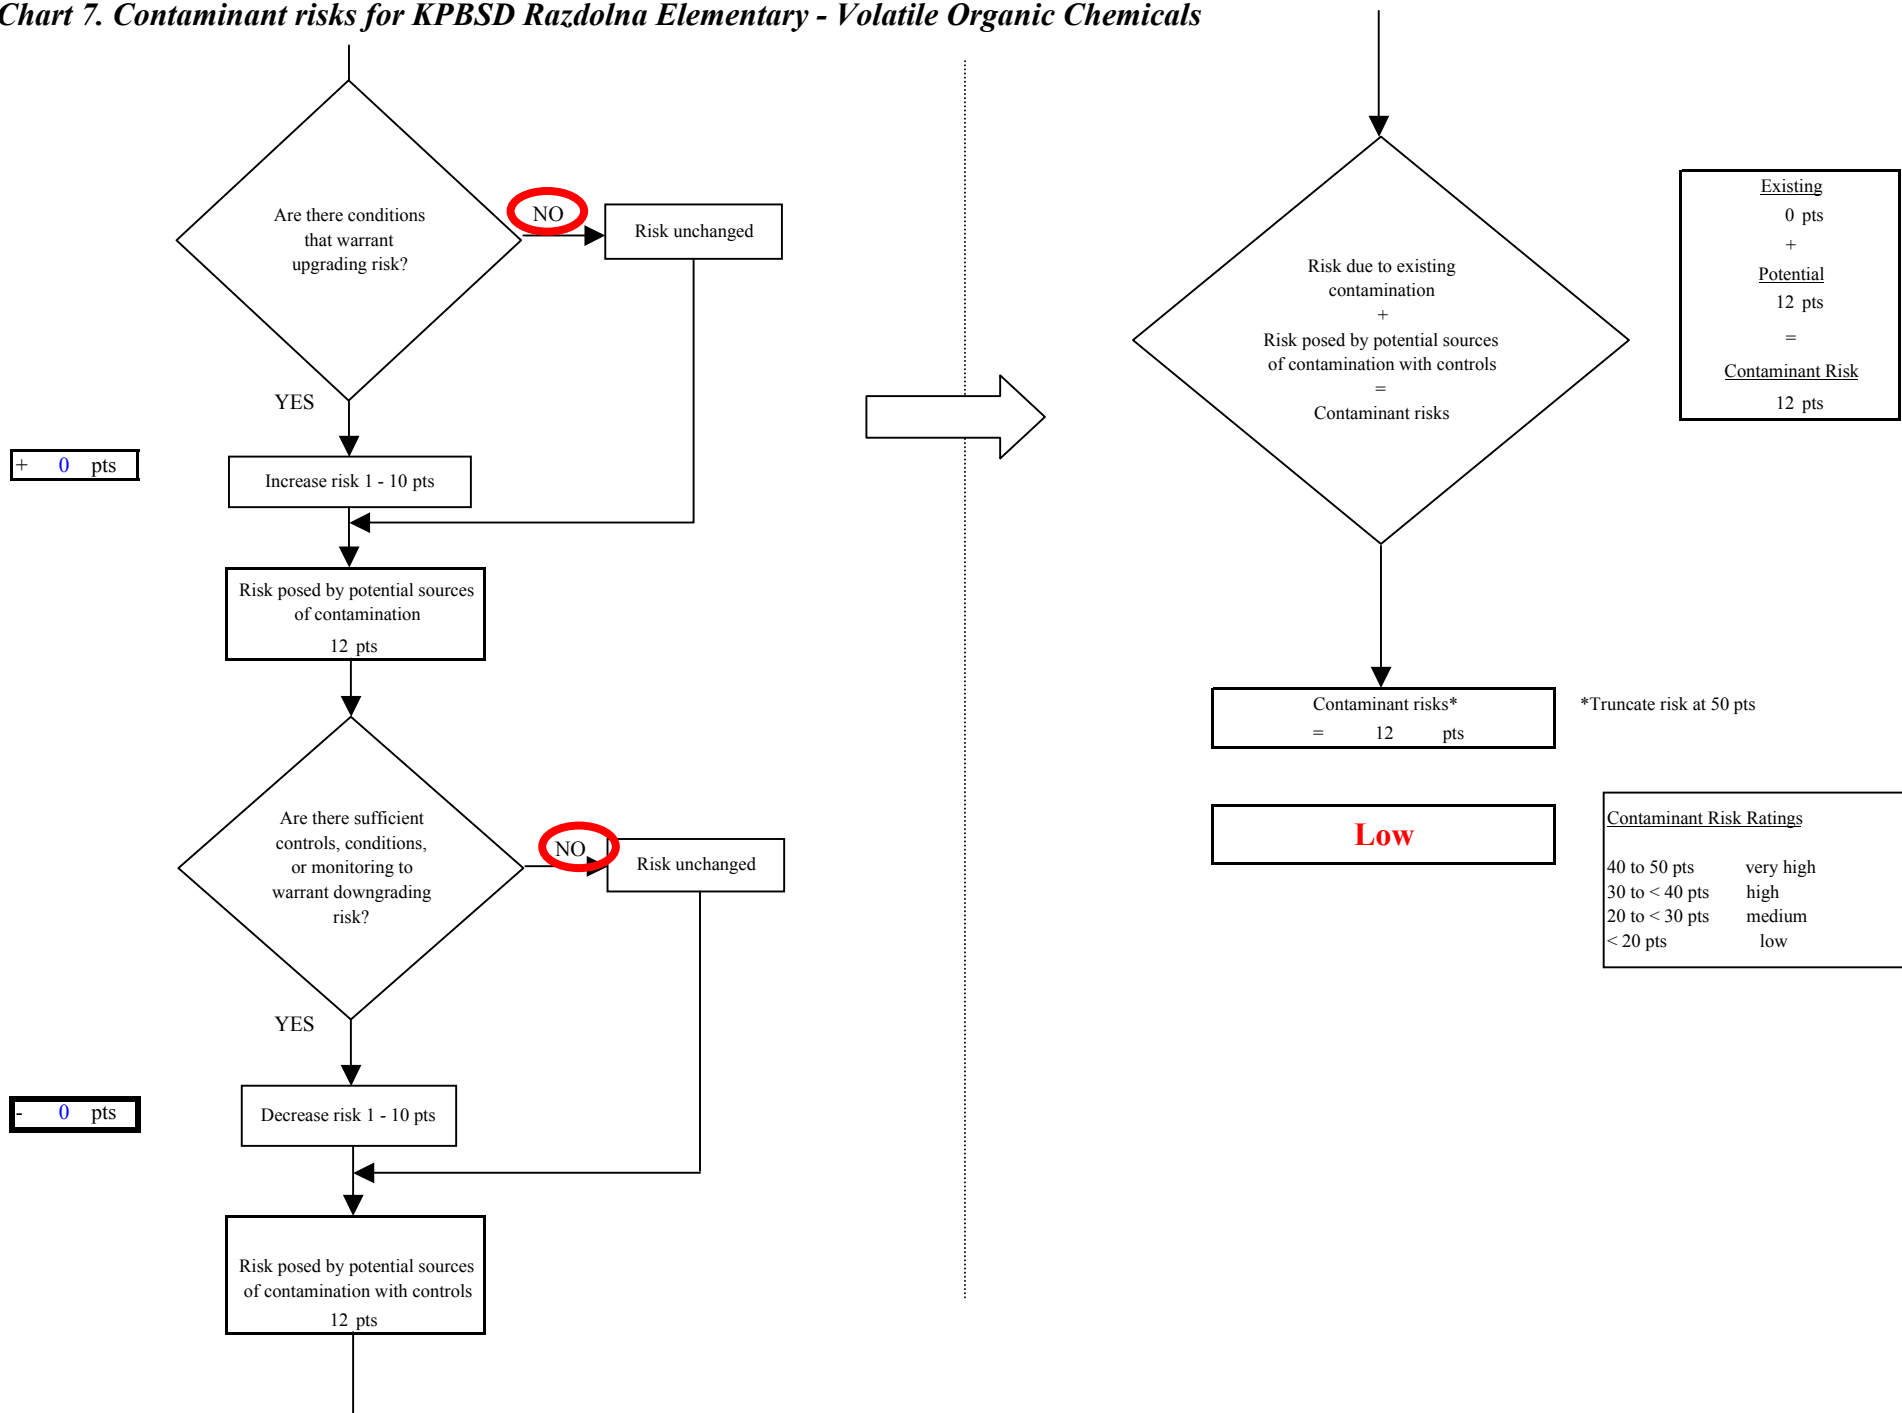 Chart 7. Contaminant risks for KPBSD Razdolna Elementary - Volatile Organic Chemicals
Are there conditions
that warrant
upgrading risk?
NO
Risk unchanged
YES
+ 0 pts
Increase risk 1 - 10 pts
Risk posed by potential sources
of contamination
12 pts
Are there sufficient
controls, conditions,
or monitoring to
warrant downgrading
risk?
NO
Risk unchanged
YES
- 0 pts
Decrease risk 1 - 10 pts
Risk posed by potential sources
of contamination with controls
12 pts
Risk due to existing
contamination
+
Risk posed by potential sources
of contamination with controls
=
Contaminant risks
Existing
0 pts
+
Potential
12 pts
=
Contaminant Risk
12 pts
Contaminant risks*
= 12 pts
*Truncate risk at 50 pts
Low
Contaminant Risk Ratings
40 to 50 pts very high
30 to < 40 pts high
20 to < 30 pts medium
< 20 pts low